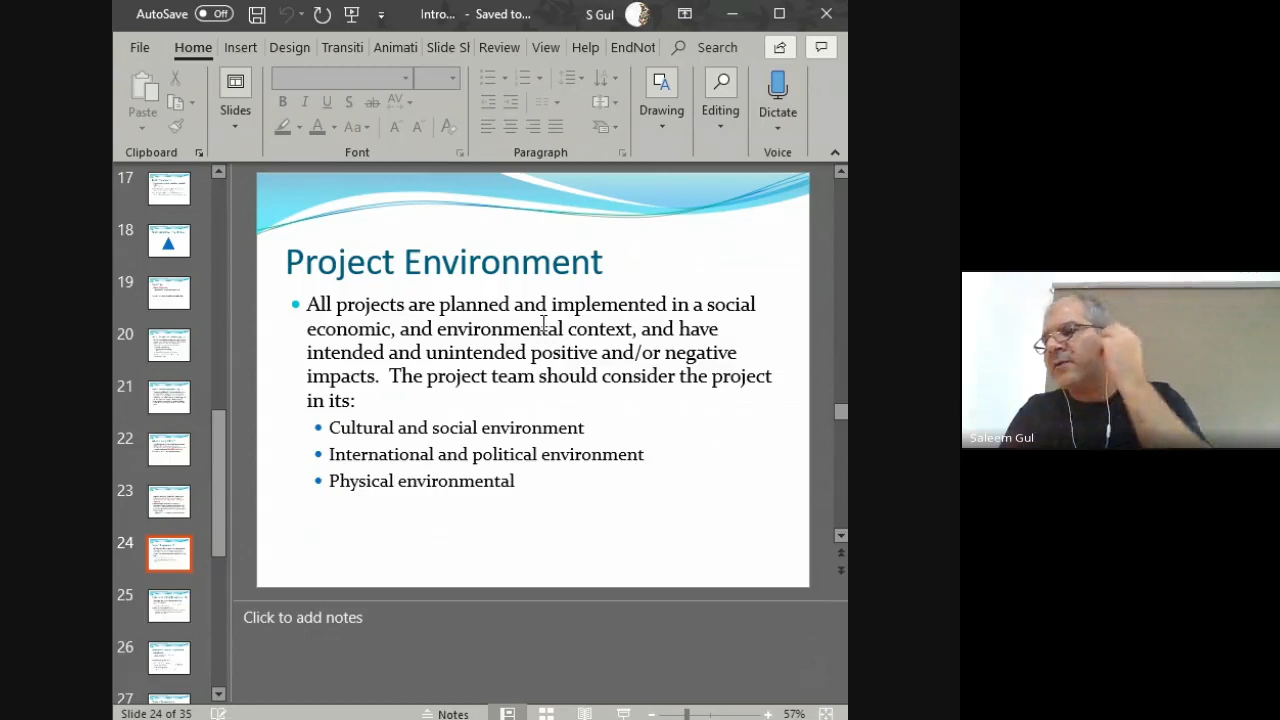 AutoSave Off Intro... - Saved to... S Gul
File Home Insert Design Transiti Animati Slide Sh Review View Help EndNot Search
Paste Slides Drawing Editing Dictate
B I U S ab AV
A Aa A A A
Clipboard Font Paragraph Voice
17
18
19
20
21
22
23
24
25
26
27
Project Environment
All projects are planned and implemented in a social
economic, and environmental context, and have
intended and unintended positive and/or negative
impacts. The project team should consider the project
in its:
Cultural and social environment
International and political environment
Physical environmental
Click to add notes
Slide 24 of 35 Notes 57%
Saleem Gul